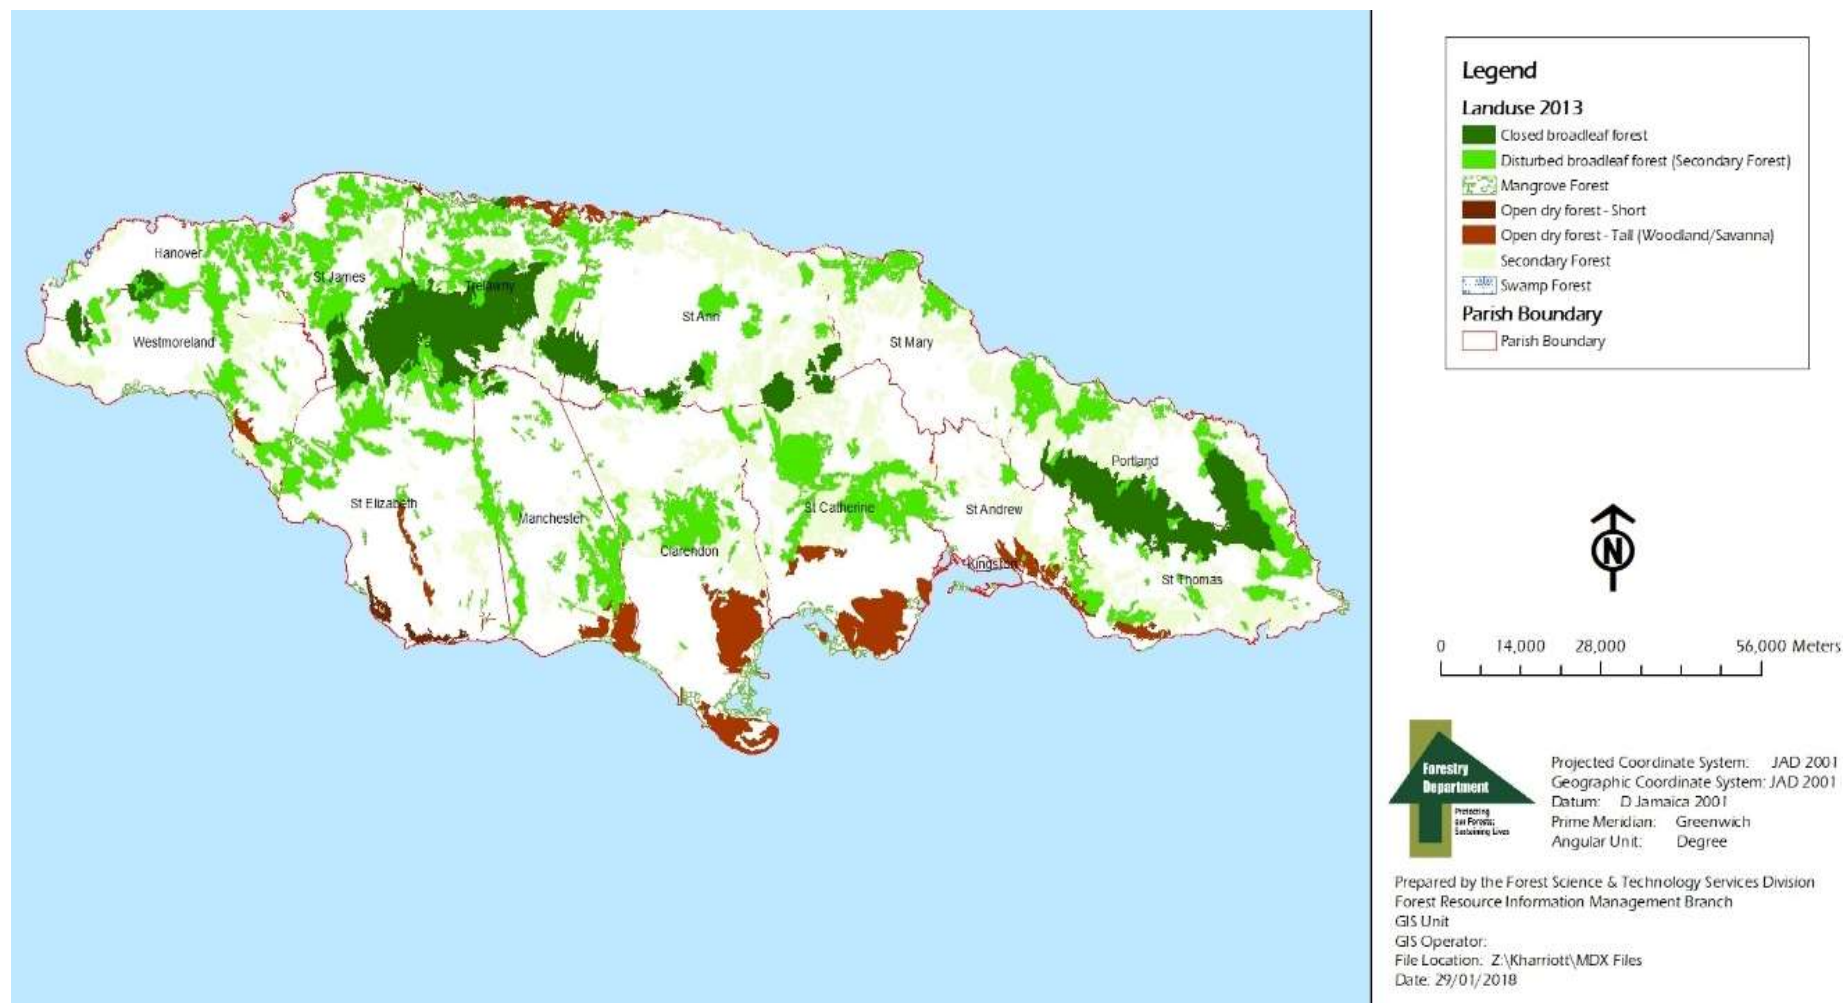 Hanover
St James
Trelawny
Westmoreland
St Ann
St Mary
Portland
St Elizabeth
Manchester
St Catherine
St Andrew
Clarendon
Kingston
St Thomas
Legend
Landuse 2013
Closed broadleaf forest
Disturbed broadleaf forest (Secondary Forest)
Mangrove Forest
Open dry forest - Short
Open dry forest - Tall (Woodland/Savanna)
Secondary Forest
Swamp Forest
Parish Boundary
Parish Boundary
N
0 14,000 28,000 56,000 Meters
Forestry
Department
Protecting
our Forests;
Sustaining Lives
Projected Coordinate System: JAD 2001
Geographic Coordinate System: JAD 2001
Datum: D Jamaica 2001
Prime Meridian: Greenwich
Angular Unit: Degree
Prepared by the Forest Science & Technology Services Division
Forest Resource Information Management Branch
GIS Unit
GIS Operator:
File Location: Z:\Kharriott\MDX Files
Date: 29/01/2018